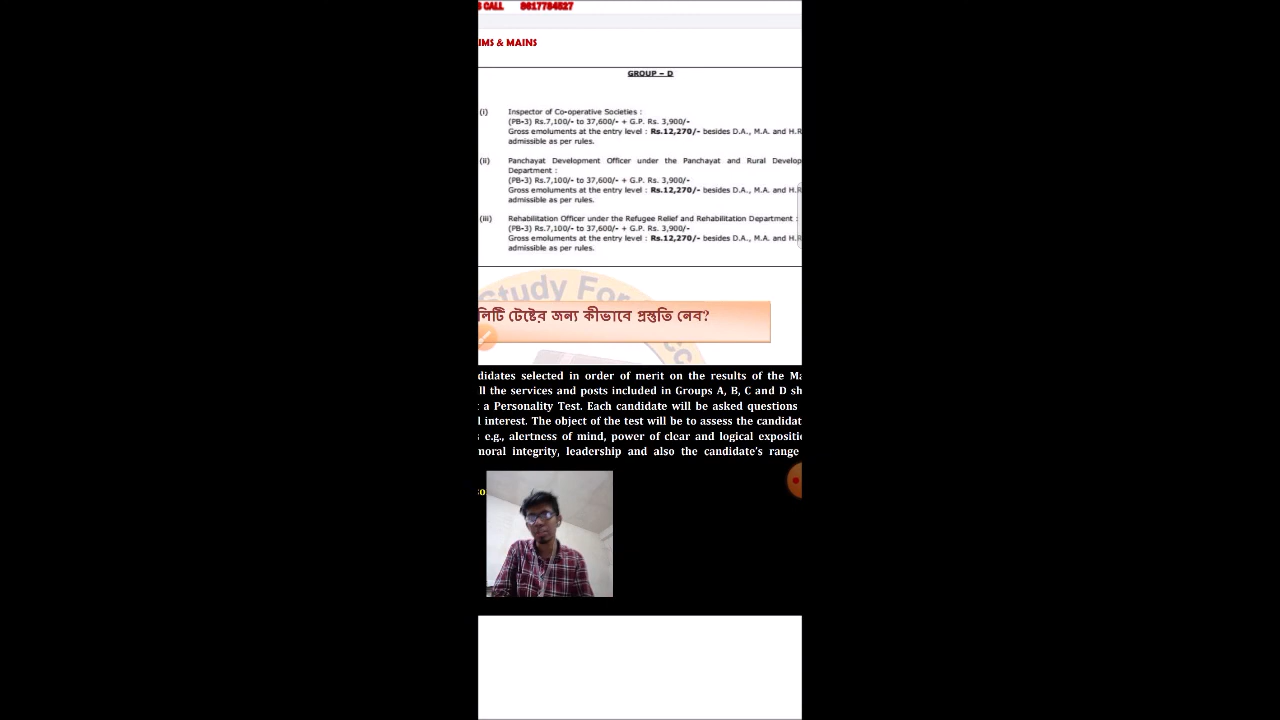 S CALL 8617784527
IMS & MAINS
GROUP – D
(i) Inspector of Co-operative Societies :
(PB-3) Rs.7,100/- to 37,600/- + G.P. Rs. 3,900/-
Gross emoluments at the entry level : Rs.12,270/- besides D.A., M.A. and H.R
admissible as per rules.
(ii) Panchayat Development Officer under the Panchayat and Rural Develop
Department :
(PB-3) Rs.7,100/- to 37,600/- + G.P. Rs. 3,900/-
Gross emoluments at the entry level : Rs.12,270/- besides D.A., M.A. and H.R
admissible as per rules.
(iii) Rehabilitation Officer under the Refugee Relief and Rehabilitation Department :
(PB-3) Rs.7,100/- to 37,600/- + G.P. Rs. 3,900/-
Gross emoluments at the entry level : Rs.12,270/- besides D.A., M.A. and H.R
admissible as per rules.
Study For
লিটি টেষ্টের জন্য কীভাবে প্রস্তুতি নেব?
co
didates selected in order of merit on the results of the Ma
ll the services and posts included in Groups A, B, C and D sh
a Personality Test. Each candidate will be asked questions
l interest. The object of the test will be to assess the candidat
s e.g., alertness of mind, power of clear and logical expositi
moral integrity, leadership and also the candidate's range
so